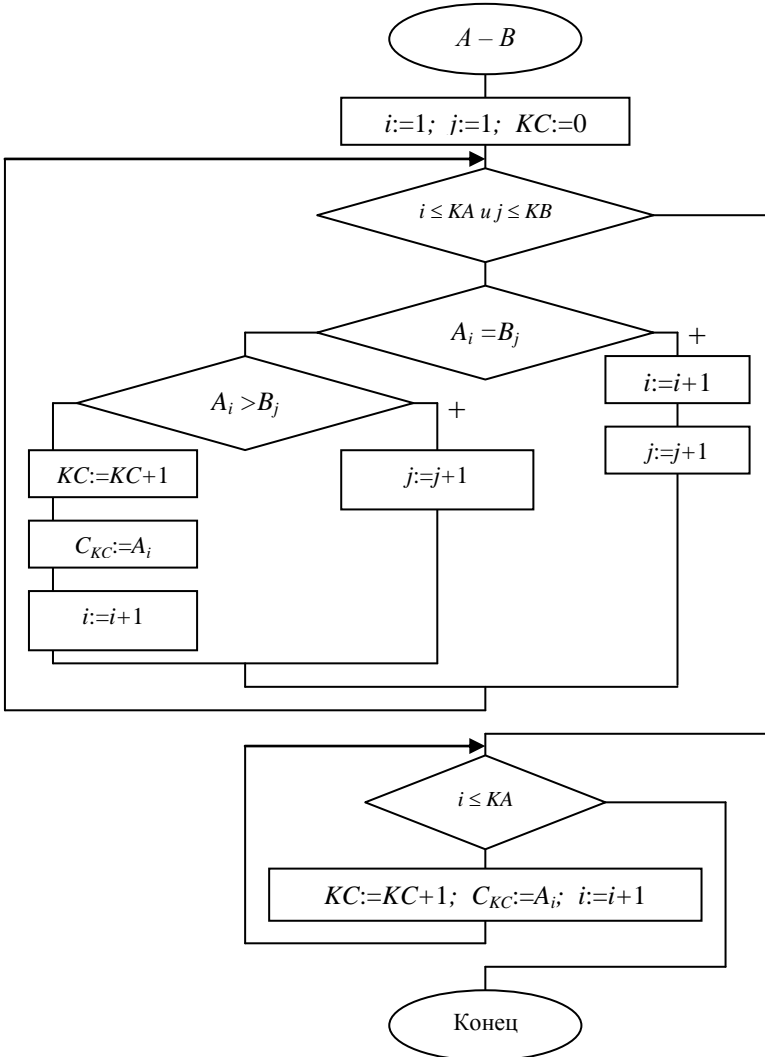 A – B
i:=1; j:=1; KC:=0
i ≤ KA и j ≤ KB
A_i =B_j
+
i:=i+1
A_i >B_j
+
j:=j+1
KC:=KC+1
j:=j+1
C_KC:=A_i
i:=i+1
i ≤ KA
KC:=KC+1; C_KC:=A_i; i:=i+1
Конец